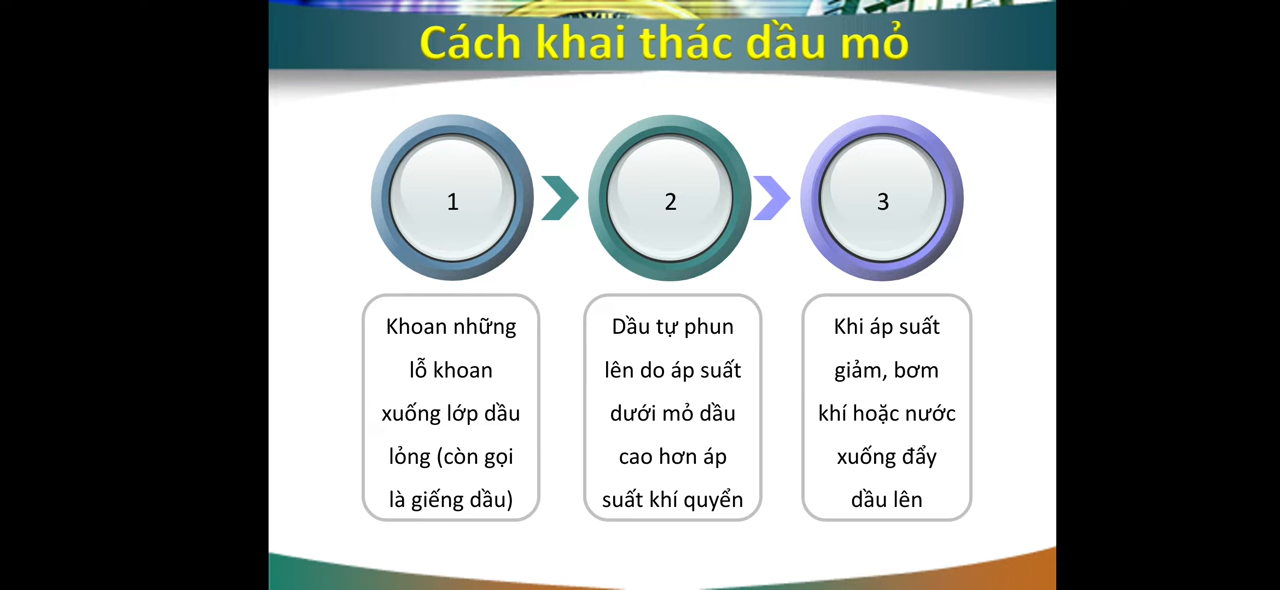 Cách khai thác dầu mỏ
1
2
3
Khoan những
lỗ khoan
xuống lớp dầu
lỏng (còn gọi
là giếng dầu)
Dầu tự phun
lên do áp suất
dưới mỏ dầu
cao hơn áp
suất khí quyển
Khi áp suất
giảm, bơm
khí hoặc nước
xuống đẩy
dầu lên